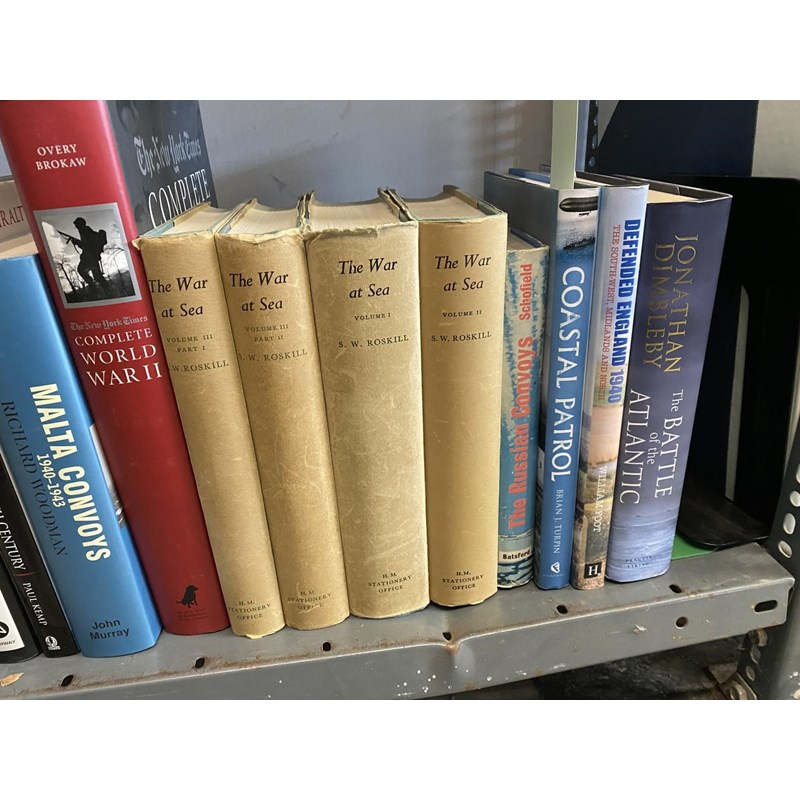 OVERY
BROKAW
The New York Times
COMPLETE
WORLD
WAR II
The New York Times
COMPLETE
MALTA CONVOYS
1940-1943
RICHARD WOODMAN
John
Murray
CENTURY
PAUL KEMP
The War
at Sea
VOLUME III
PART I
S.W. ROSKILL
H.M.
STATIONERY
OFFICE
The War
at Sea
VOLUME III
PART II
S.W. ROSKILL
H.M.
STATIONERY
OFFICE
The War
at Sea
VOLUME I
S.W. ROSKILL
H.M.
STATIONERY
OFFICE
The War
at Sea
VOLUME II
S.W. ROSKILL
H.M.
STATIONERY
OFFICE
The Russian Convoys
Schofield
Batsford
COASTAL PATROL
BRIAN J. TURPIN
DEFENDED ENGLAND 1940
THE SOUTH-WEST, MIDLANDS AND NORTH
H
JONATHAN
DIMBLEBY
The BATTLE
of the
ATLANTIC
PENGUIN
VIKING